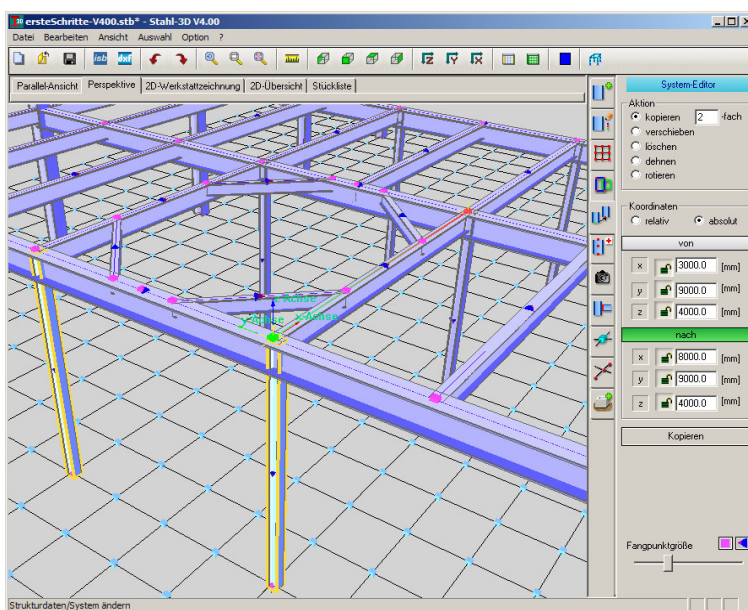 ersteSchritte-V400.stb* - Stahl-3D V4.00
Datei Bearbeiten Ansicht Auswahl Option ?
isb dxf Z Y X
Parallel-Ansicht Perspektive 2D-Werkstattzeichnung 2D-Übersicht Stückliste
System-Editor
Aktion
kopieren 2 -fach
verschieben
löschen
dehnen
rotieren
Koordinaten
relativ absolut
von
x 3000.0 [mm]
y 9000.0 [mm]
z 4000.0 [mm]
nach
x 8000.0 [mm]
y 9000.0 [mm]
z 4000.0 [mm]
Kopieren
z-Achse
y-Achse x-Achse
Fangpunktgröße
Strukturdaten/System ändern